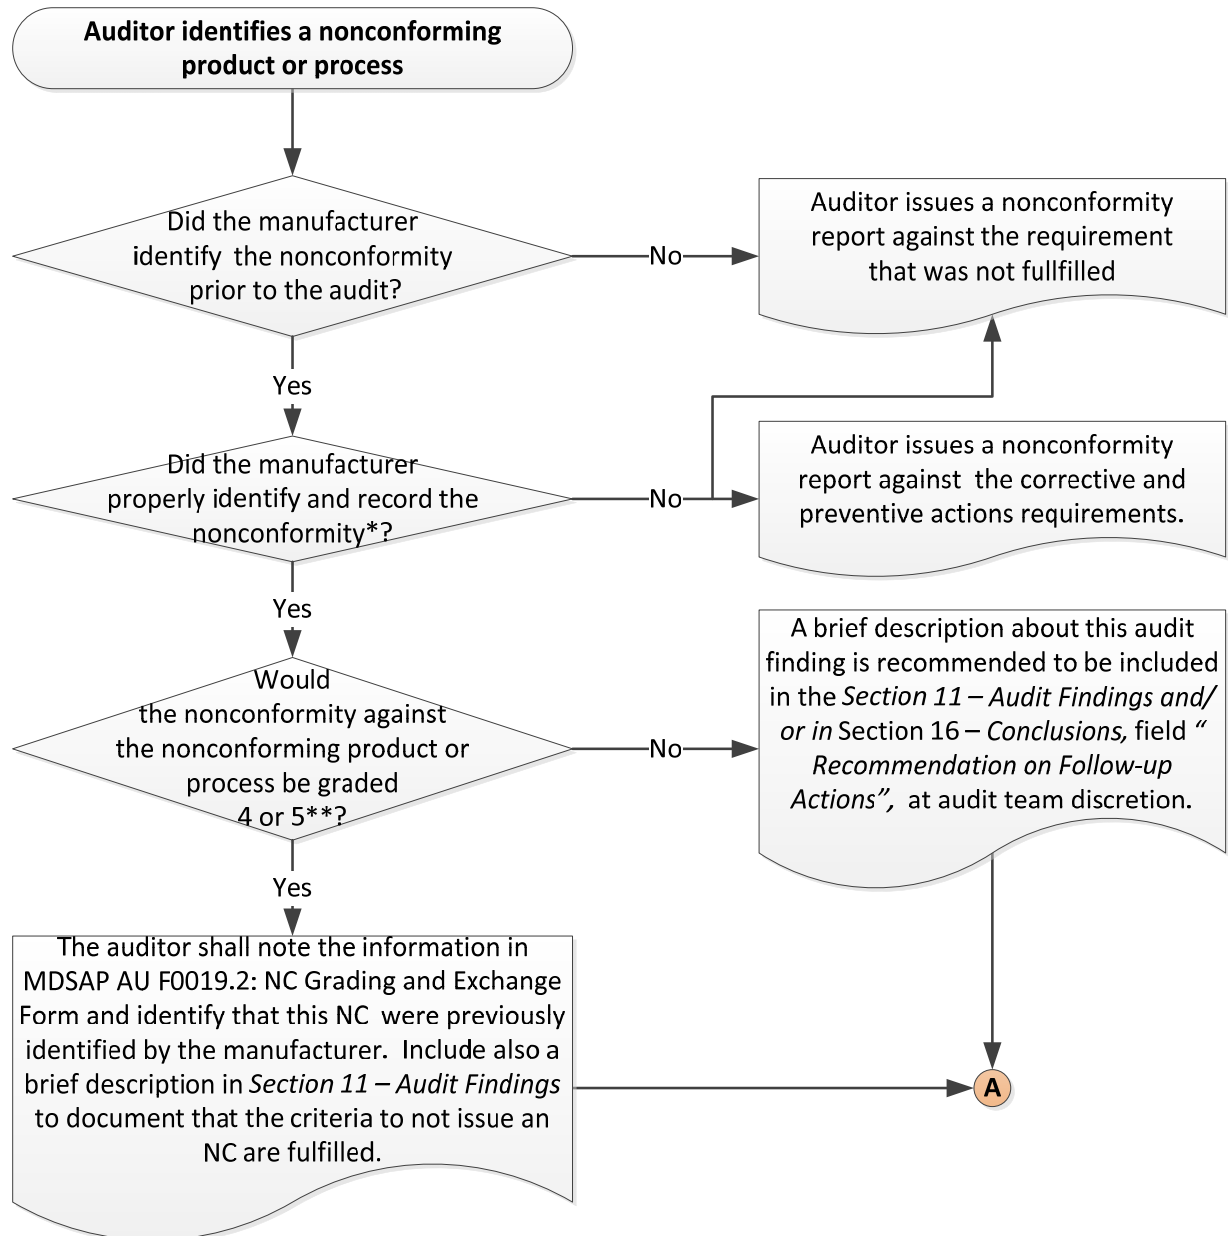 Auditor identifies a nonconforming
product or process
Did the manufacturer
identify the nonconformity
prior to the audit?
No
Auditor issues a nonconformity
report against the requirement
that was not fullfilled
Yes
Did the manufacturer
properly identify and record the
nonconformity*?
No
Auditor issues a nonconformity
report against the corrective and
preventive actions requirements.
Yes
Would
the nonconformity against
the nonconforming product or
process be graded
4 or 5**?
No
A brief description about this audit
finding is recommended to be included
in the Section 11 – Audit Findings and/
or in Section 16 – Conclusions, field “
Recommendation on Follow-up
Actions”, at audit team discretion.
Yes
The auditor shall note the information in
MDSAP AU F0019.2: NC Grading and Exchange
Form and identify that this NC were previously
identified by the manufacturer. Include also a
brief description in Section 11 – Audit Findings
to document that the criteria to not issue an
NC are fulfilled.
A